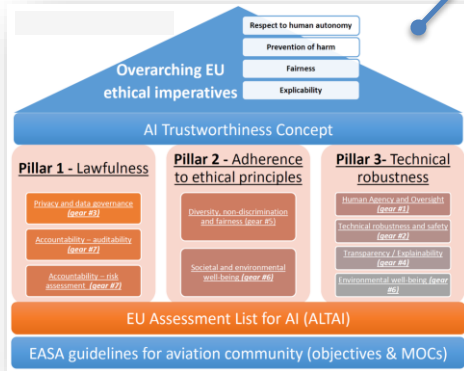 Respect to human autonomy
Prevention of harm
Fairness
Explicability
Overarching EU
ethical imperatives
AI Trustworthiness Concept
Pillar 1 - Lawfulness
Privacy and data governance
(gear #3)
Accountability – auditability
(gear #7)
Accountability – risk
assessment (gear #7)
Pillar 2 - Adherence
to ethical principles
Diversity, non-discrimination
and fairness (gear #5)
Societal and environmental
well-being (gear #6)
Pillar 3- Technical
robustness
Human Agency and Oversight
(gear #1)
Technical robustness and safety
(gear #2)
Transparency / Explainability
(gear #4)
Environmental well being (gear
#6)
EU Assessment List for AI (ALTAI)
EASA guidelines for aviation community (objectives & MOCs)